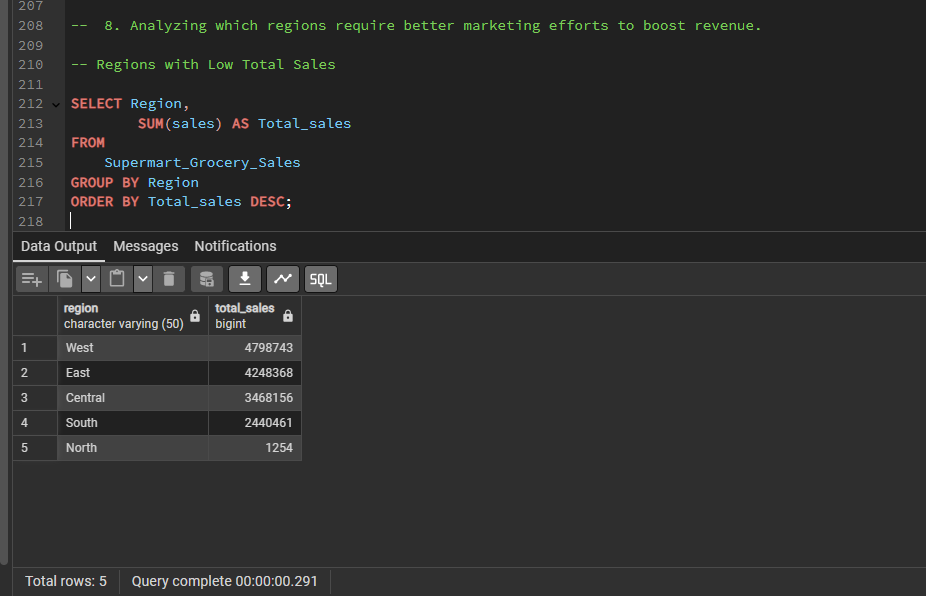 207
208 -- 8. Analyzing which regions require better marketing efforts to boost revenue.
209
210 -- Regions with Low Total Sales
211
212 SELECT Region,
213 SUM(sales) AS Total_sales
214 FROM
215 Supermart_Grocery_Sales
216 GROUP BY Region
217 ORDER BY Total_sales DESC;
218
Data Output Messages Notifications
SQL
region total_sales
character varying (50) bigint
1 West 4798743
2 East 4248368
3 Central 3468156
4 South 2440461
5 North 1254
Total rows: 5 Query complete 00:00:00.291